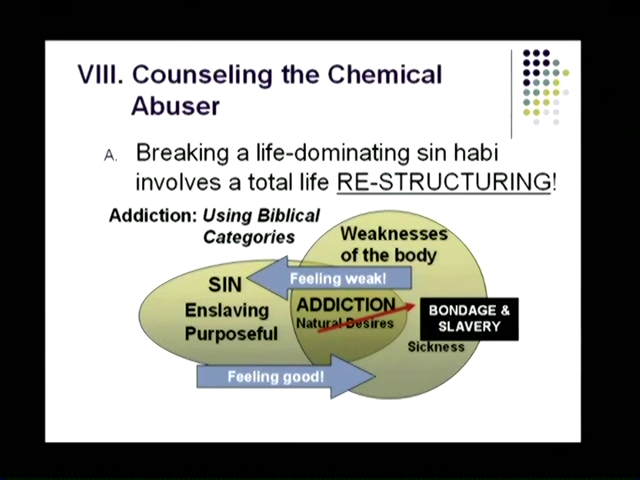 VIII. Counseling the Chemical
Abuser
A. Breaking a life-dominating sin habi
involves a total life RE-STRUCTURING!
Addiction: Using Biblical
Categories
Weaknesses
of the body
Feeling weak!
SIN
Enslaving
Purposeful
ADDICTION
Natural Desires
BONDAGE &
SLAVERY
Sickness
Feeling good!